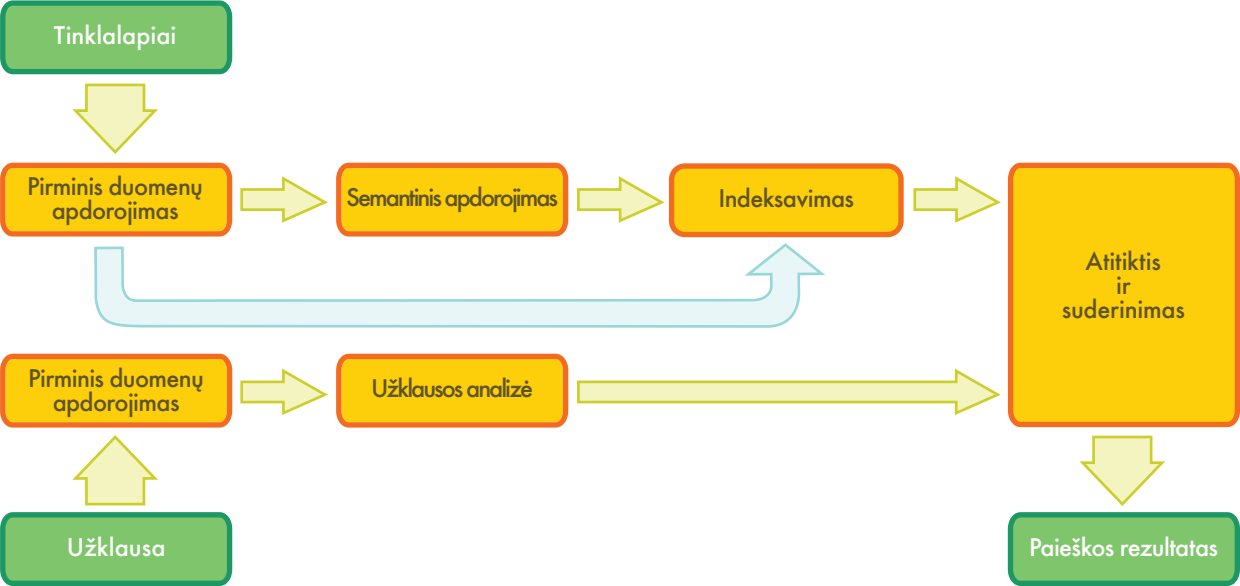 Tinklalapiai
Pirminis duomenų
apdorojimas
Semantinis apdorojimas
Indeksavimas
Atitiktis
ir
suderinimas
Pirminis duomenų
apdorojimas
Užklausos analizė
Užklausa
Paieškos rezultatas